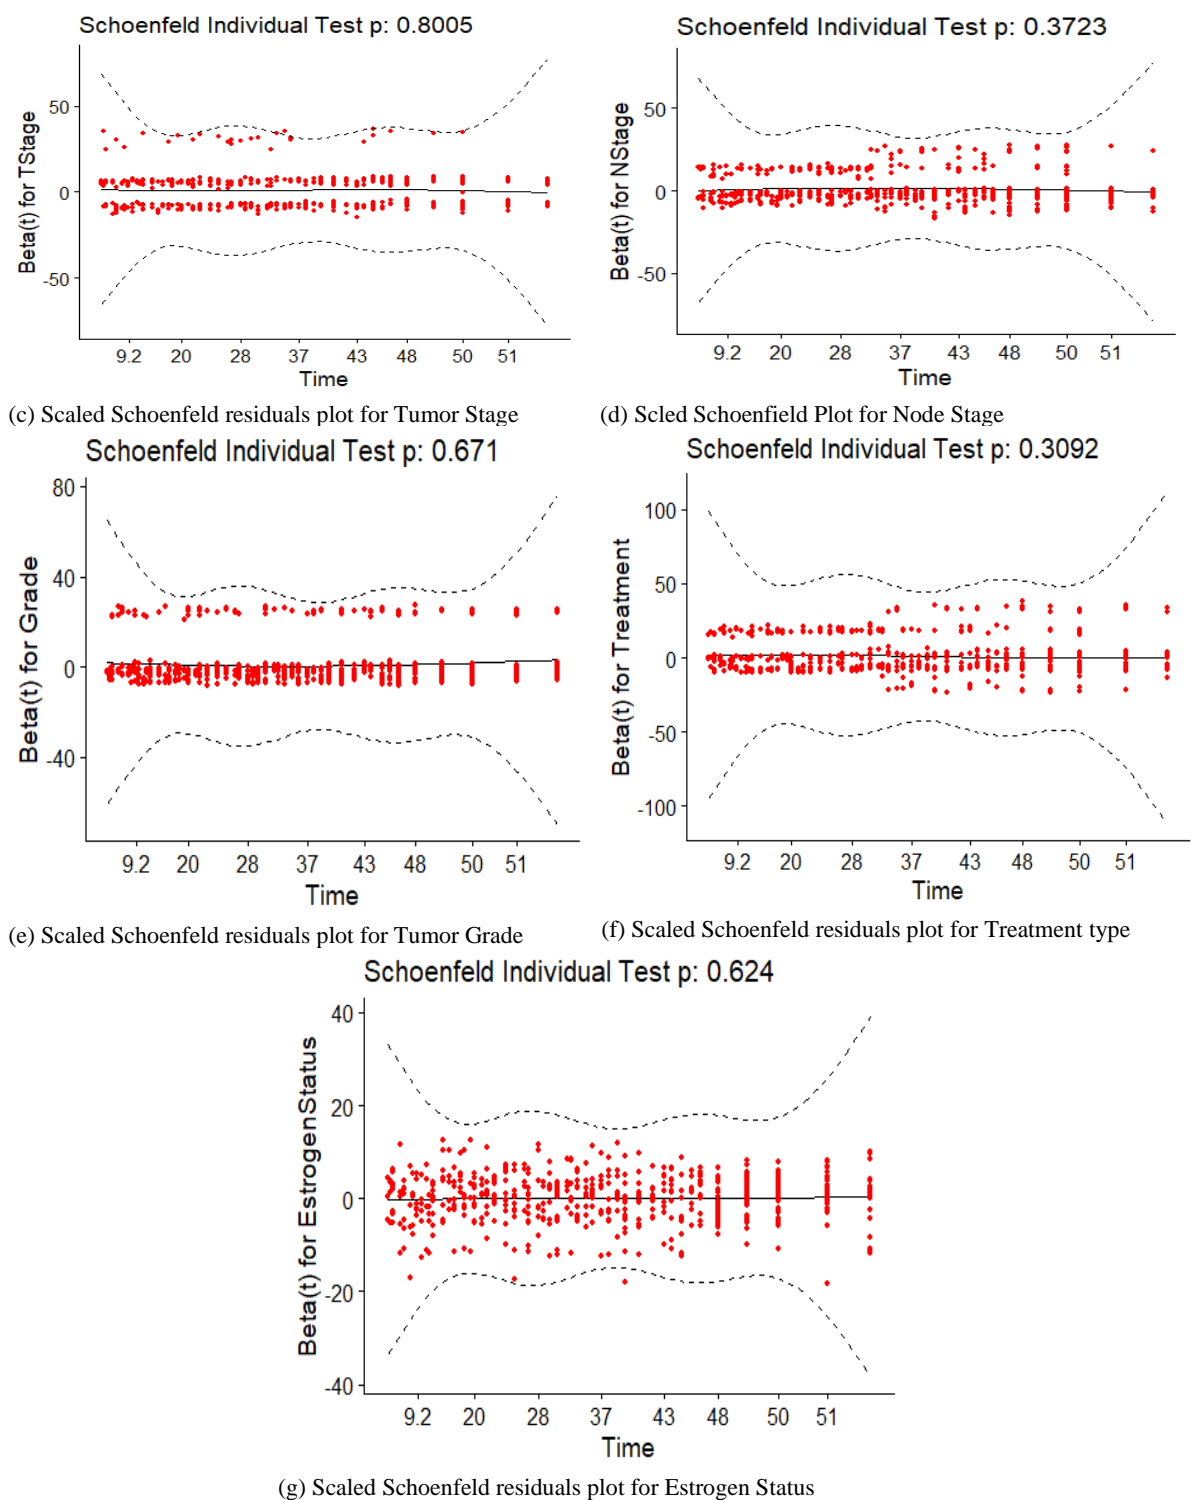 Schoenfeld Individual Test p: 0.8005
Beta(t) for TStage
50
0
-50
9.2 20 28 37 43 48 50 51
Time
(c) Scaled Schoenfeld residuals plot for Tumor Stage
Schoenfeld Individual Test p: 0.3723
Beta(t) for NStage
50
0
-50
9.2 20 28 37 43 48 50 51
Time
(d) Scled Schoenfield Plot for Node Stage
Schoenfeld Individual Test p: 0.671
Beta(t) for Grade
80
40
0
-40
9.2 20 28 37 43 48 50 51
Time
(e) Scaled Schoenfeld residuals plot for Tumor Grade
Schoenfeld Individual Test p: 0.3092
Beta(t) for Treatment
100
50
0
-50
-100
9.2 20 28 37 43 48 50 51
Time
(f) Scaled Schoenfeld residuals plot for Treatment type
Schoenfeld Individual Test p: 0.624
Beta(t) for EstrogenStatus
40
20
0
-20
-40
9.2 20 28 37 43 48 50 51
Time
(g) Scaled Schoenfeld residuals plot for Estrogen Status